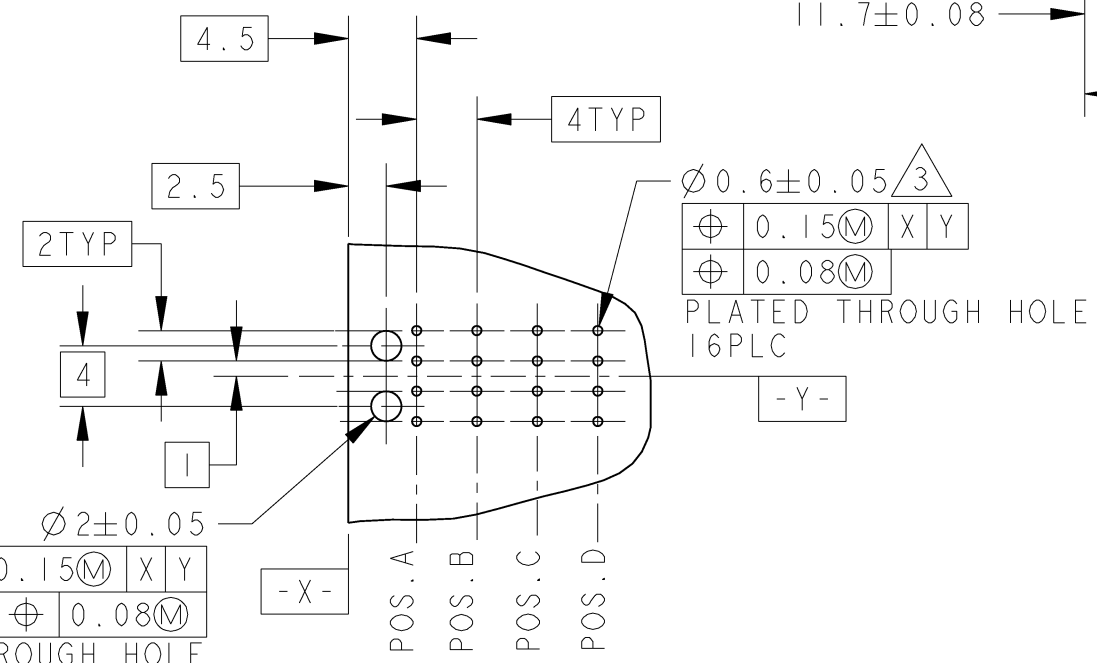 11.7±0.08
4.5
4TYP
2.5
Ø0.6±0.05 3
⌖ 0.15Ⓜ X Y
⌖ 0.08Ⓜ
PLATED THROUGH HOLE
16PLC
2TYP
4
-Y-
1
Ø2±0.05
0.15Ⓜ X Y
⌖ 0.08Ⓜ
HOLE
-X-
POS.A
POS.B
POS.C
POS.D